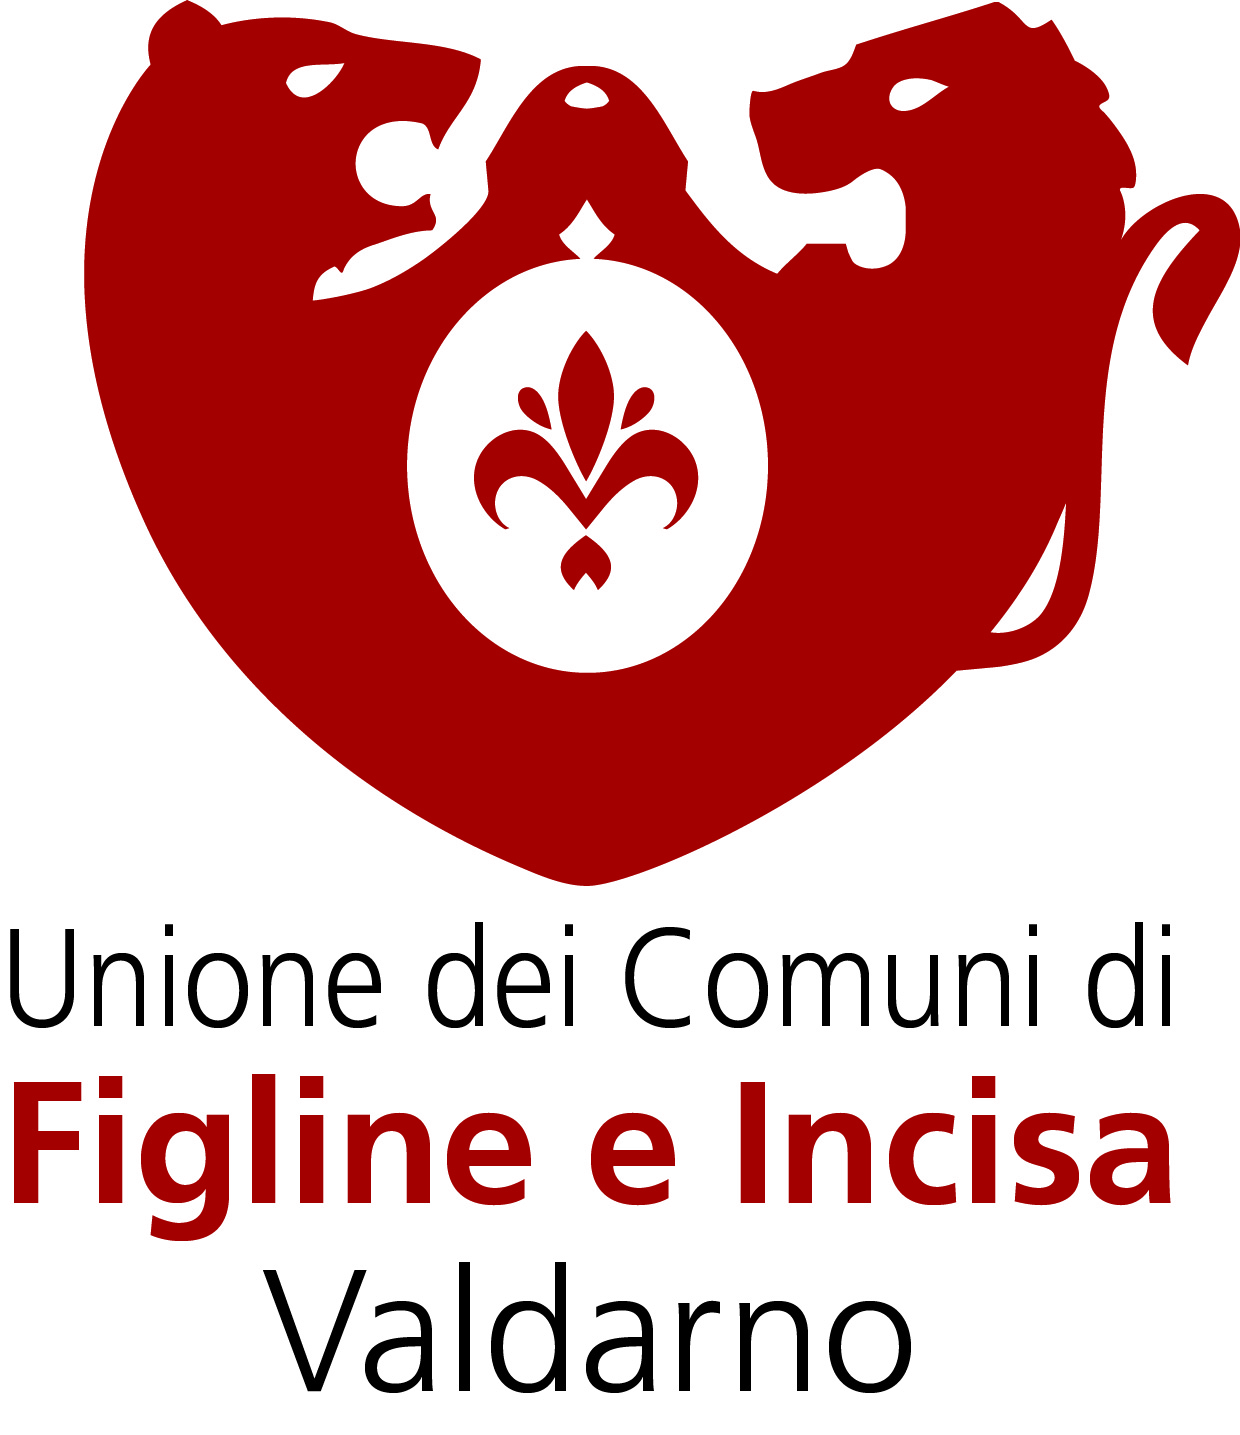 Unione dei Comuni di
Figline e Incisa
Valdarno